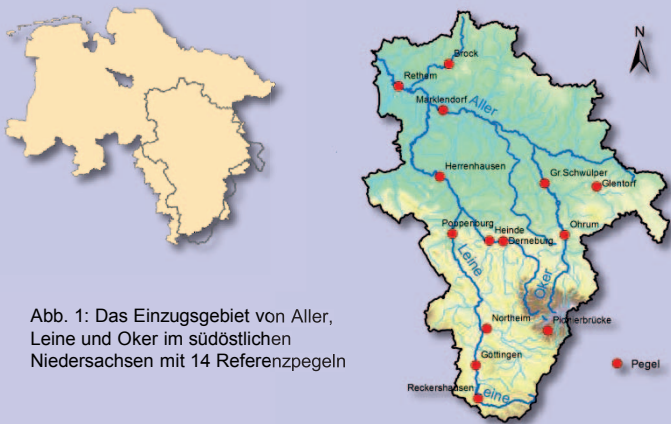 N
Brock
Rethem
Marklendorf
Aller
Herrenhausen
Gr.Schwülper
Glentorf
Poppenburg
Heinde
Derneburg
Ohrum
Leine
Oker
Northeim
Pionierbrücke
Göttingen
Reckershausen
Leine
Pegel
Abb. 1: Das Einzugsgebiet von Aller,
Leine und Oker im südöstlichen
Niedersachsen mit 14 Referenzpegeln